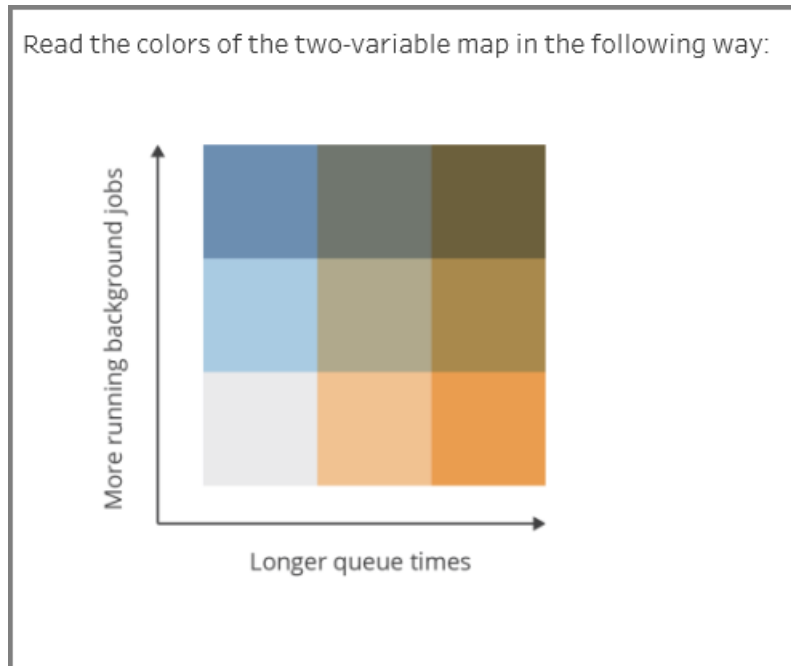 Read the colors of the two-variable map in the following way:
More running background jobs
Longer queue times